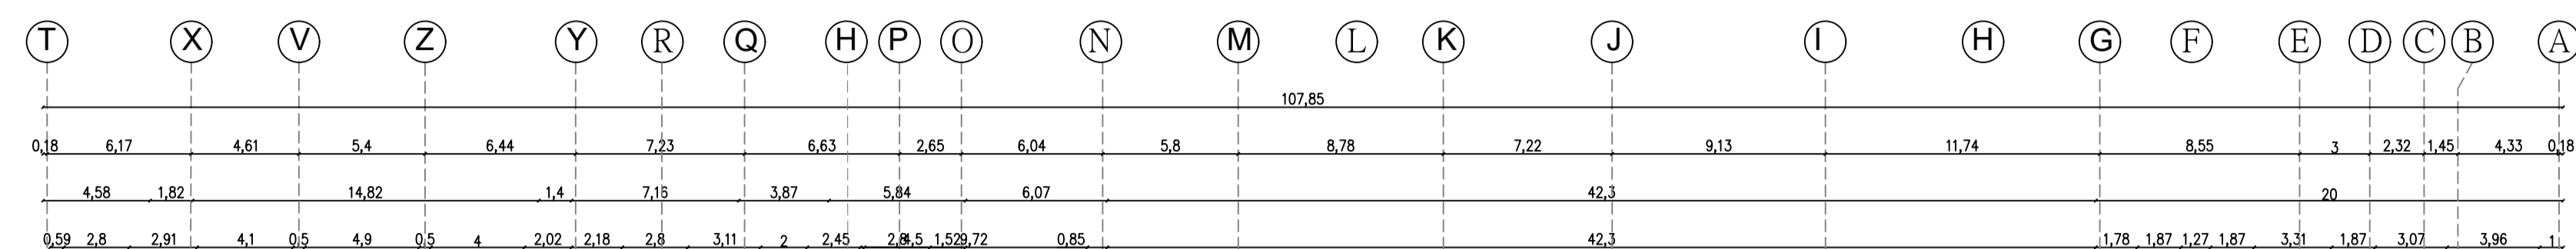 T X V Z Y R Q H P O N M L K J I H G F E D C B A
107,85
0,18 6,17 4,61 5,4 6,44 7,23 6,63 2,65 6,04 5,8 8,78 7,22 9,13 11,74 8,55 3 2,32 1,45 4,33 0,18
4,58 1,82 14,82 1,4 7,16 3,87 5,84 6,07 42,3 20
0,59 2,8 2,91 4,1 0,5 4,9 0,5 4 2,02 2,18 2,8 3,11 2 2,45 4,5 0,85 42,3 1,78 1,87 1,27 1,87 3,31 1,87 3,07 3,96 1